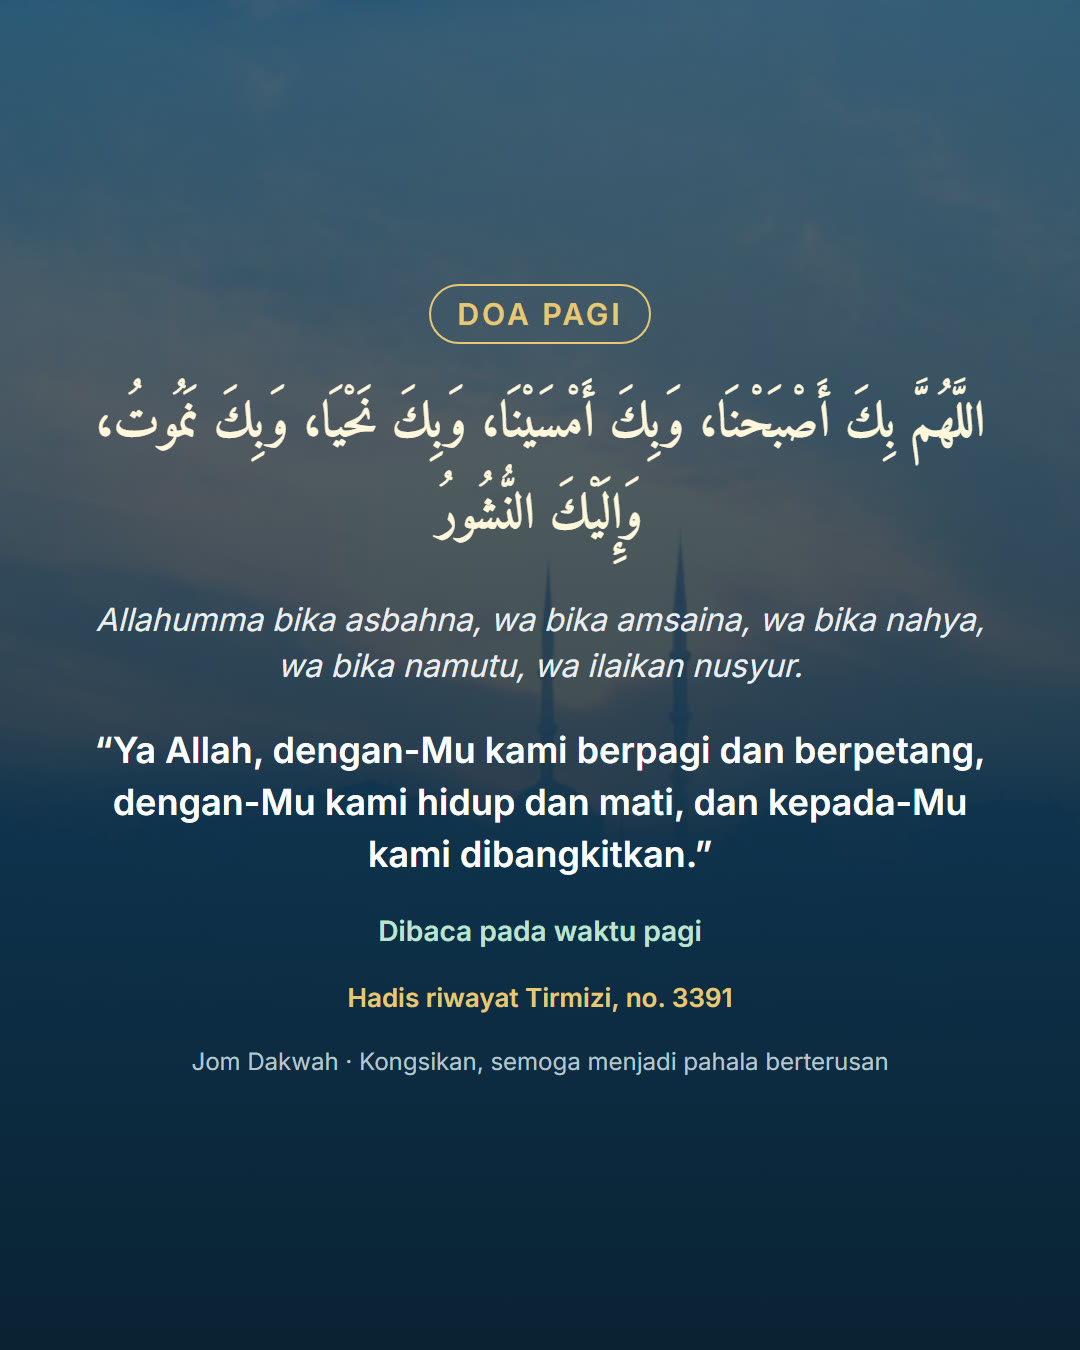 DOA PAGI
اللَّهُمَّ بِكَ أَصْبَحْنَا، وَبِكَ أَمْسَيْنَا، وَبِكَ نَحْيَا، وَبِكَ نَمُوتُ،
وَإِلَيْكَ النُّشُورُ
Allahumma bika asbahna, wa bika amsaina, wa bika nahya,
wa bika namutu, wa ilaikan nusyur.
“Ya Allah, dengan-Mu kami berpagi dan berpetang,
dengan-Mu kami hidup dan mati, dan kepada-Mu
kami dibangkitkan.”
Dibaca pada waktu pagi
Hadis riwayat Tirmizi, no. 3391
Jom Dakwah · Kongsikan, semoga menjadi pahala berterusan